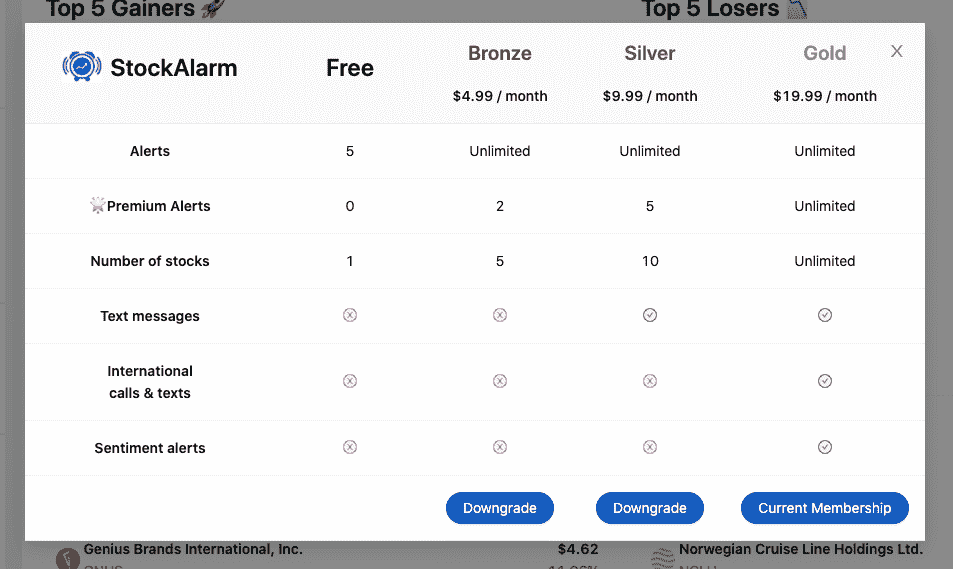 Top 5 Gainers
Top 5 Losers
StockAlarm
Free
Bronze
Silver
Gold
X
$4.99 / month
$9.99 / month
$19.99 / month
Alerts 5 Unlimited Unlimited Unlimited
Premium Alerts 0 2 5 Unlimited
Number of stocks 1 5 10 Unlimited
Text messages
International
calls & texts
Sentiment alerts
Downgrade Downgrade Current Membership
Genius Brands International, Inc. $4.62 Norwegian Cruise Line Holdings Ltd.